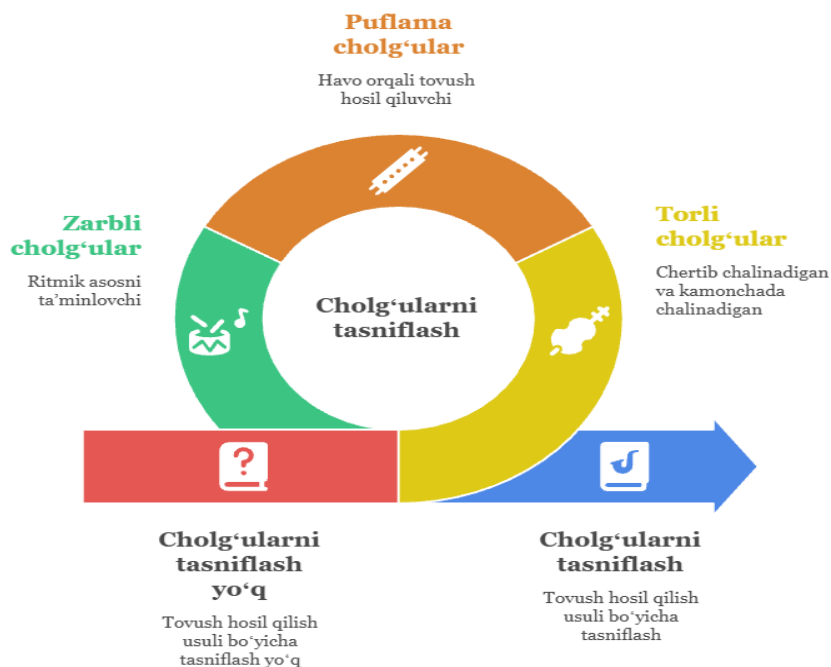 Puflama
cholg‘ular
Havo orqali tovush
hosil qiluvchi
Zarbli
cholg‘ular
Ritmik asosni
ta’minlovchi
Torli
cholg‘ular
Chertib chalinadigan
va kamonchada
chalinadigan
Cholg‘ularni
tasniflash
?
Cholg‘ularni
tasniflash
yo‘q
Tovush hosil qilish
usuli bo‘yicha
tasniflash yo‘q
Cholg‘ularni
tasniflash
Tovush hosil qilish
usuli bo‘yicha
tasniflash